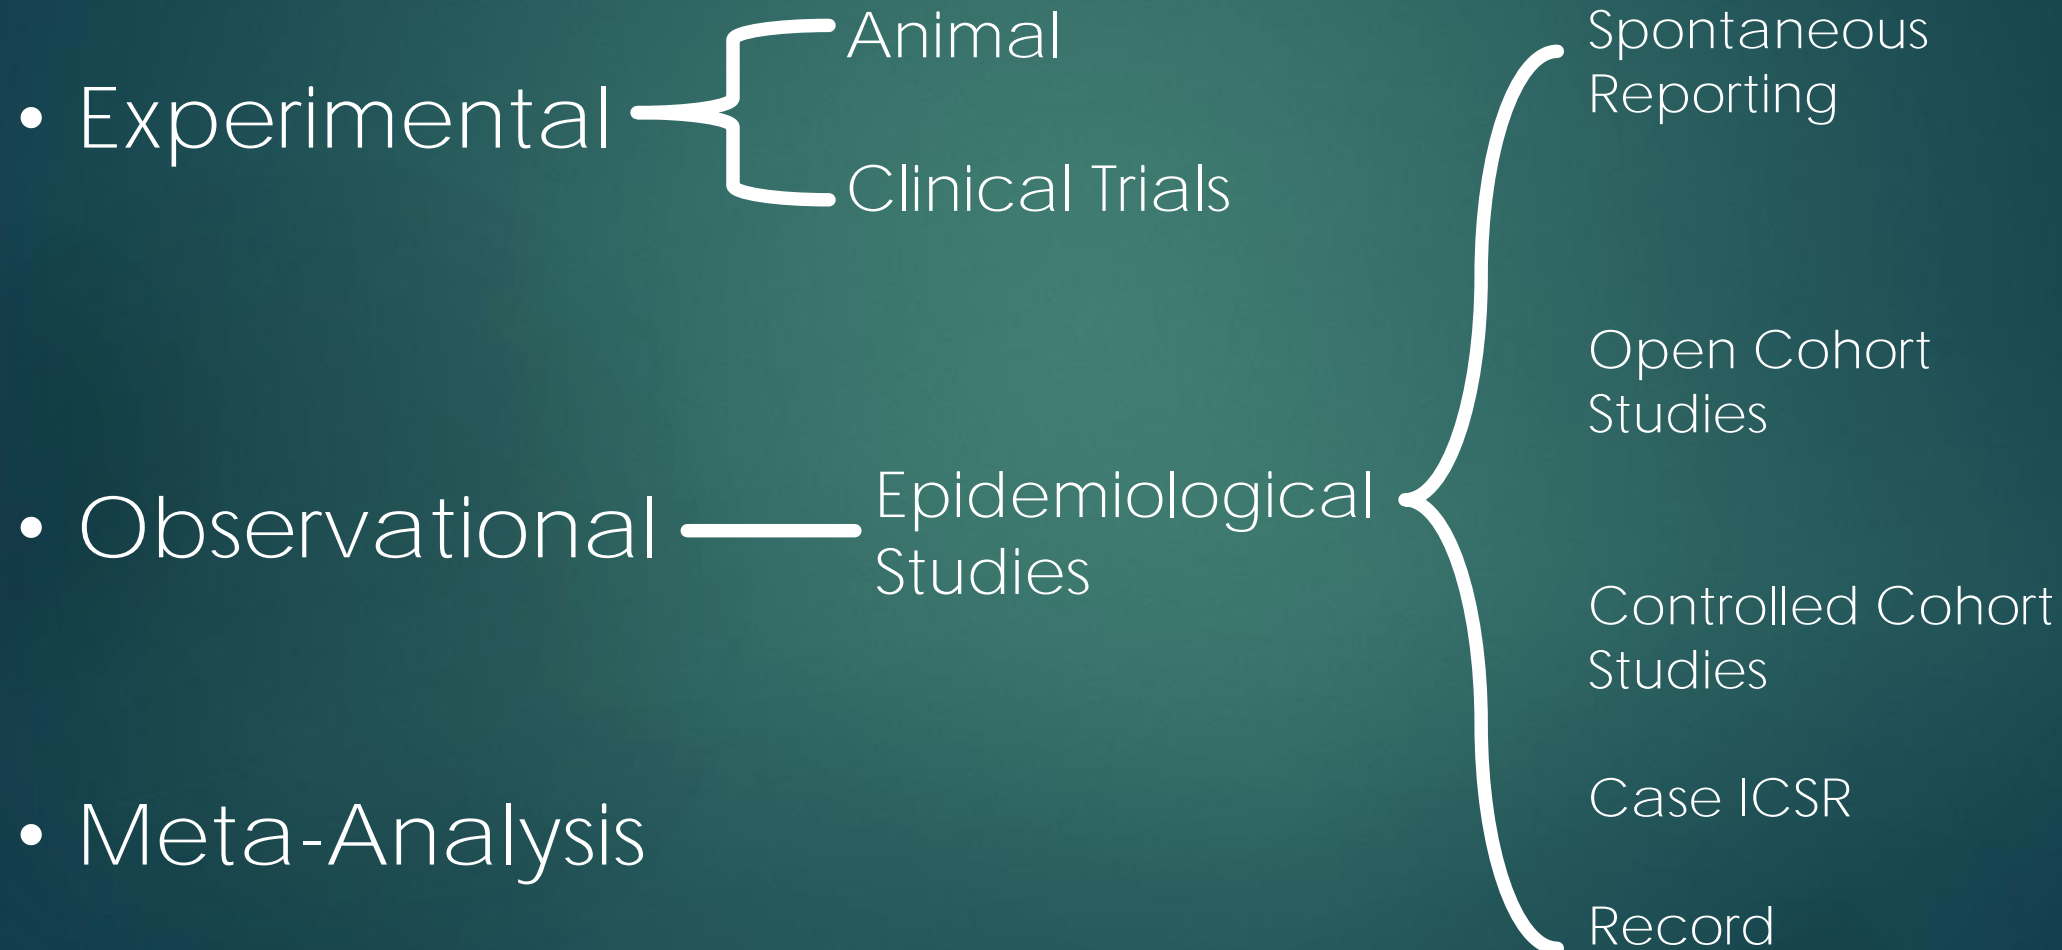 • Experimental
Animal
Clinical Trials
• Observational
Epidemiological
Studies
Spontaneous
Reporting
Open Cohort
Studies
Controlled Cohort
Studies
Case ICSR
Record
• Meta-Analysis